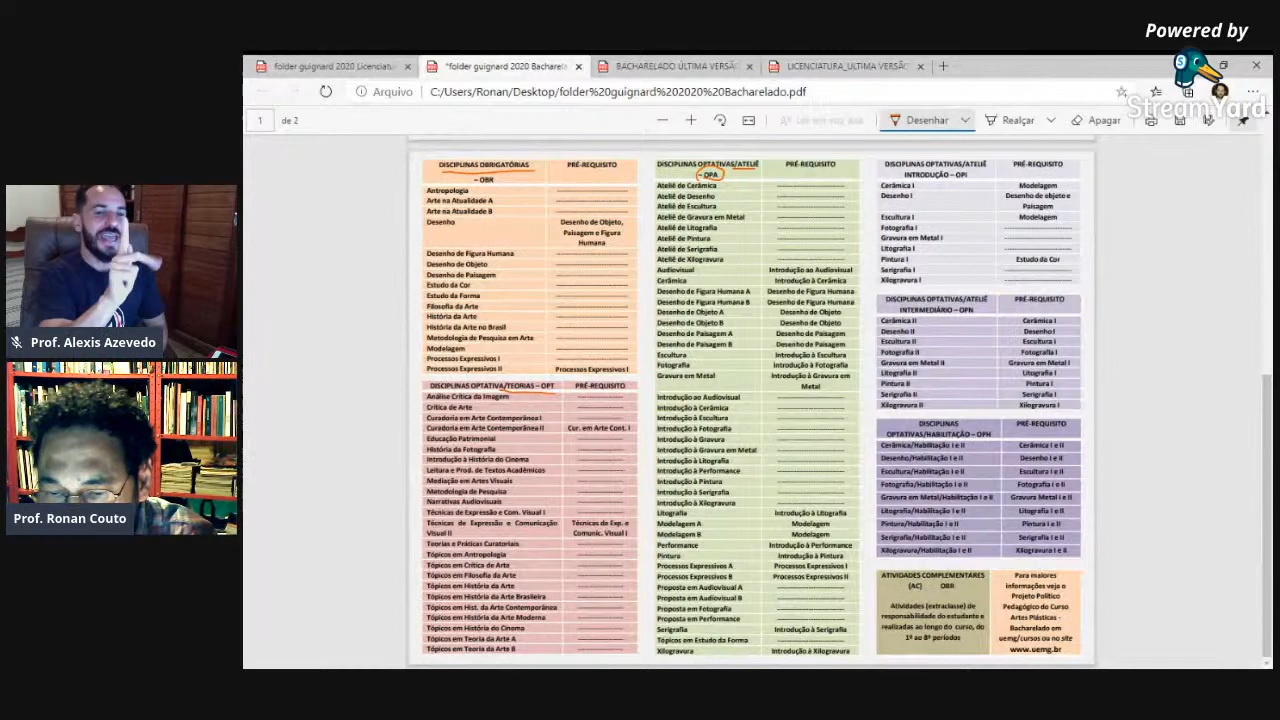 Powered by
StreamYard
folder guignard 2020 Licenciatu
*folder guignard 2020 Bacharela
BACHARELADO ÚLTIMA VERSÃO
LICENCIATURA_ULTIMA VERSÃO
Arquivo
C:/Users/Ronan/Desktop/folder%20guignard%202020%20Bacharelado.pdf
1 de 2
Desenhar
Realçar
Apagar
DISCIPLINAS OBRIGATÓRIAS PRÉ-REQUISITO
– OBR
Antropologia
Arte na Atualidade A
Arte na Atualidade B
Desenho Desenho de Objeto,
Paisagem e Figura
Humana
Desenho de Figura Humana
Desenho de Objeto
Desenho de Paisagem
Estudo da Cor
Estudo da Forma
Filosofia da Arte
História da Arte
História da Arte no Brasil
Metodologia de Pesquisa em Arte
Modelagem
Processos Expressivos I
Processos Expressivos II Processos Expressivos I
DISCIPLINAS OPTATIVA/TEORIAS – OPT PRÉ-REQUISITO
Análise Crítica da Imagem
Crítica de Arte
Curadoria em Arte Contemporânea I
Curadoria em Arte Contemporânea II Cur. em Arte Cont. I
Educação Patrimonial
História da Fotografia
Introdução à História do Cinema
Leitura e Prod. de Textos Acadêmicos
Mediação em Artes Visuais
Metodologia de Pesquisa
Narrativas Audiovisuais
Técnicas de Expressão e Com. Visual I
Técnicas de Expressão e Comunicação Técnicas de Exp. e
Visual II Comunic. Visual I
Teorias e Práticas Curatoriais
Tópicos em Antropologia
Tópicos em Crítica de Arte
Tópicos em Filosofia da Arte
Tópicos em História da Arte
Tópicos em História da Arte Brasileira
Tópicos em Hist. da Arte Contemporânea
Tópicos em História da Arte Moderna
Tópicos em História do Cinema
Tópicos em Teoria da Arte A
Tópicos em Teoria da Arte B
DISCIPLINAS OPTATIVAS/ATELIÊ PRÉ-REQUISITO
– OPA
Ateliê de Cerâmica
Ateliê de Desenho
Ateliê de Escultura
Ateliê de Gravura em Metal
Ateliê de Litografia
Ateliê de Pintura
Ateliê de Serigrafia
Ateliê de Xilogravura
Audiovisual Introdução ao Audiovisual
Cerâmica Introdução à Cerâmica
Desenho de Figura Humana A Desenho de Figura Humana
Desenho de Figura Humana B Desenho de Figura Humana
Desenho de Objeto A Desenho de Objeto
Desenho de Objeto B Desenho de Objeto
Desenho de Paisagem A Desenho de Paisagem
Desenho de Paisagem B Desenho de Paisagem
Escultura Introdução à Escultura
Fotografia Introdução à Fotografia
Gravura em Metal Introdução à Gravura em
Metal
Introdução ao Audiovisual
Introdução à Cerâmica
Introdução à Escultura
Introdução à Fotografia
Introdução à Gravura
Introdução à Gravura em Metal
Introdução à Litografia
Introdução à Performance
Introdução à Pintura
Introdução à Serigrafia
Introdução à Xilogravura
Litografia Introdução à Litografia
Modelagem A Modelagem
Modelagem B Modelagem
Performance Introdução à Performance
Pintura Introdução à Pintura
Processos Expressivos A Processos Expressivos I
Processos Expressivos B Processos Expressivos II
Proposta em Audiovisual A
Proposta em Audiovisual B
Proposta em Fotografia
Proposta em Performance
Serigrafia Introdução à Serigrafia
Tópicos em Estudo da Forma
Xilogravura Introdução à Xilogravura
DISCIPLINAS OPTATIVAS/ATELIÊ PRÉ-REQUISITO
INTRODUÇÃO - OPI
Cerâmica I Modelagem
Desenho I Desenho de objeto e
Paisagem
Escultura I Modelagem
Fotografia I
Gravura em Metal I
Litografia I
Pintura I Estudo da Cor
Serigrafia I
Xilogravura I
DISCIPLINAS OPTATIVAS/ATELIÊ PRÉ-REQUISITO
INTERMEDIÁRIO - OPN
Cerâmica II Cerâmica I
Desenho II Desenho I
Escultura II Escultura I
Fotografia II Fotografia I
Gravura em Metal II Gravura em Metal I
Litografia II Litografia I
Pintura II Pintura I
Serigrafia II Serigrafia I
Xilogravura II Xilogravura I
DISCIPLINAS PRÉ-REQUISITO
OPTATIVAS/HABILITAÇÃO – OPH
Cerâmica/Habilitação I e II Cerâmica I e II
Desenho/Habilitação I e II Desenho I e II
Escultura/Habilitação I e II Escultura I e II
Fotografia/Habilitação I e II Fotografia I e II
Gravura em Metal/Habilitação I e II Gravura Metal I e II
Litografia/Habilitação I e II Litografia I e II
Pintura/Habilitação I e II Pintura I e II
Serigrafia/Habilitação I e II Serigrafia I e II
Xilogravura/Habilitação I e II Xilogravura I e II
ATIVIDADES COMPLEMENTARES
(AC) OBR
Atividades (extraclasse) de
responsabilidade do estudante e
realizadas ao longo do curso, do
1º ao 8º períodos
Para maiores
informações veja o
Projeto Político
Pedagógico do Curso
Artes Plásticas -
Bacharelado em
uemg/cursos ou no site
www.uemg.br
Prof. Alexis Azevedo
Prof. Ronan Couto